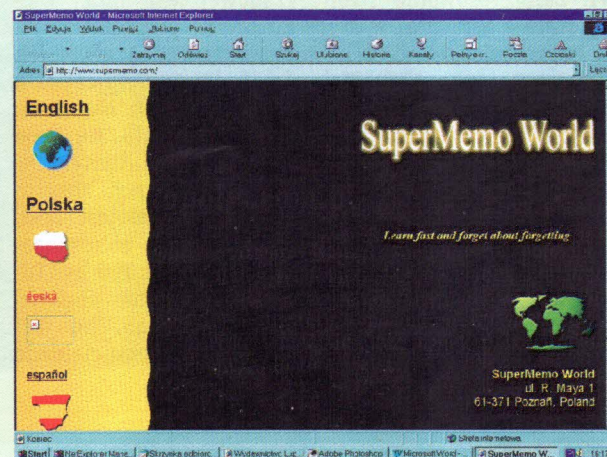 SuperMemo World - Microsoft Internet Explorer
Plik Edycja Widok Przejdź Ulubione Pomoc
Zatrzymaj Odśwież Start Szukaj Ulubione Historia Kanały Pełny ekr. Poczta Czcionki
Adres http://www.supermemo.com/
English
SuperMemo World
Polska
Learn fast and forget about forgetting
česká
español
SuperMemo World
ul. R. Maya 1
61-371 Poznań, Poland
Koniec
Strefa internetowa
Start Adobe Photoshop Microsoft Word - SuperMemo W...